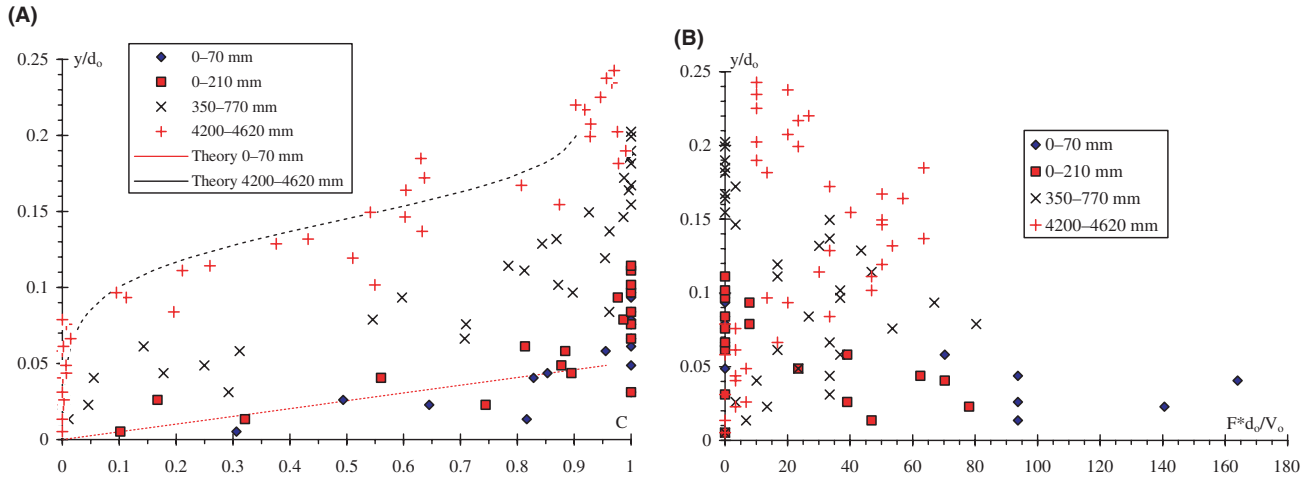 (A)
y/do
0–70 mm
0–210 mm
350–770 mm
4200–4620 mm
Theory 0–70 mm
Theory 4200–4620 mm
0.25
0.2
0.15
0.1
0.05
0
C
0 0.1 0.2 0.3 0.4 0.5 0.6 0.7 0.8 0.9 1
(B)
y/do
0–70 mm
0–210 mm
350–770 mm
4200–4620 mm
0.25
0.2
0.15
0.1
0.05
0
F*do/Vo
0 20 40 60 80 100 120 140 160 180